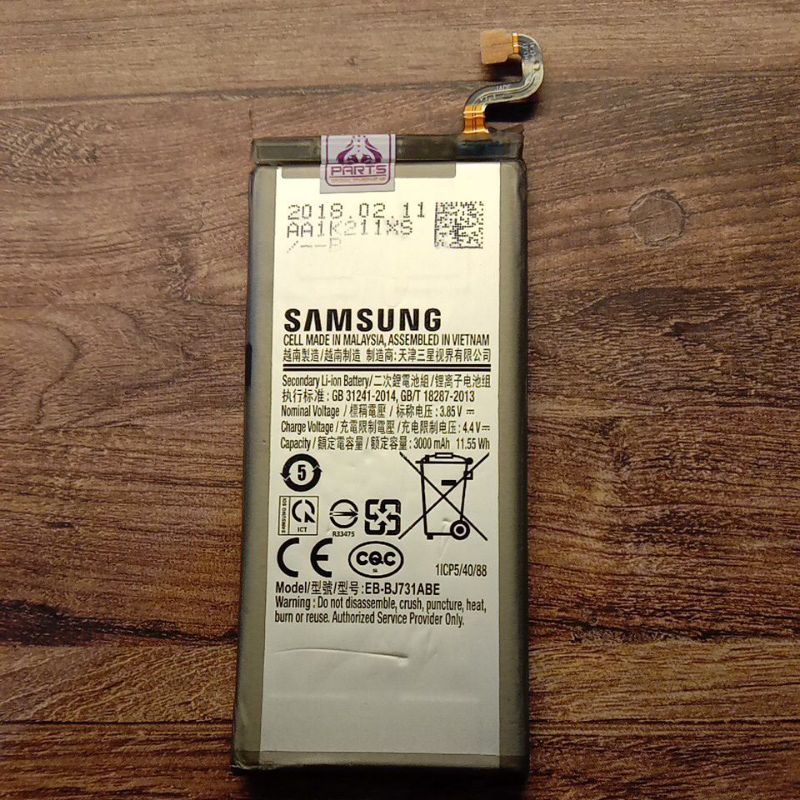 PARTS
2018.02.11
AA1K211XS
/--P
SAMSUNG
CELL MADE IN MALAYSIA, ASSEMBLED IN VIETNAM
越南製造/越南制造 制造商:天津三星视界有限公司
Secondary Li-ion Battery/二次鋰電池組/锂离子电池组
执行标准: GB 31241-2014, GB/T 18287-2013
Nominal Voltage / 標稱電壓 / 标称电压: 3.85 V
Charge Voltage / 充電限制電壓 /充电限制电压: 4.4 V
Capacity / 額定電容量/额定容量: 3000 mAh 11.55 Wh
5
ICT
R33475
CE
CQC
1ICP5/40/88
Model/型號/型号: EB-BJ731ABE
Warning : Do not disassemble, crush, puncture, heat,
burn or reuse. Authorized Service Provider Only.